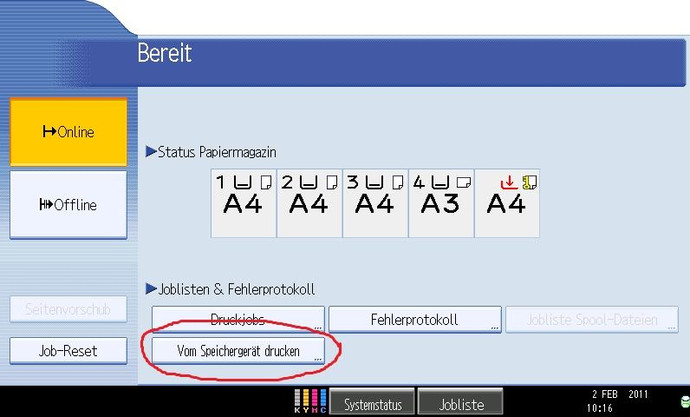 Bereit
Online
Offline
Status Papiermagazin
1 2 3 4
A4 A4 A4 A3 A4
Joblisten & Fehlerprotokoll
Seitenvorschub
Druckjobs... Fehlerprotokoll... Jobliste Spool-Dateien...
Job-Reset
Vom Speichergerät drucken...
K Y M C
Systemstatus
Jobliste
2 FEB 2011
10:16